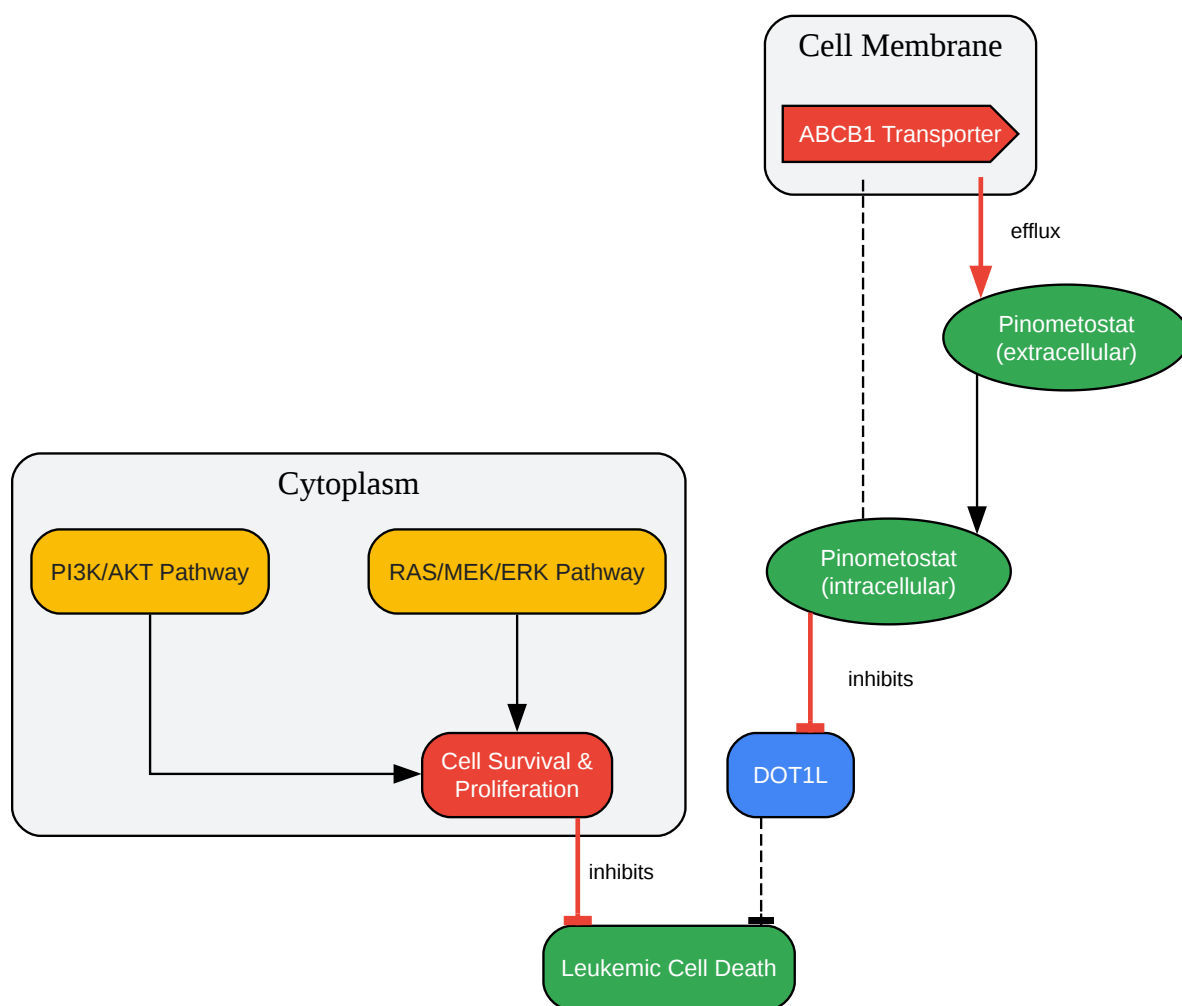 Cell Membrane
ABCB1 Transporter
efflux
Pinometostat
(extracellular)
Cytoplasm
PI3K/AKT Pathway
RAS/MEK/ERK Pathway
Pinometostat
(intracellular)
inhibits
Cell Survival &
Proliferation
DOT1L
inhibits
Leukemic Cell Death